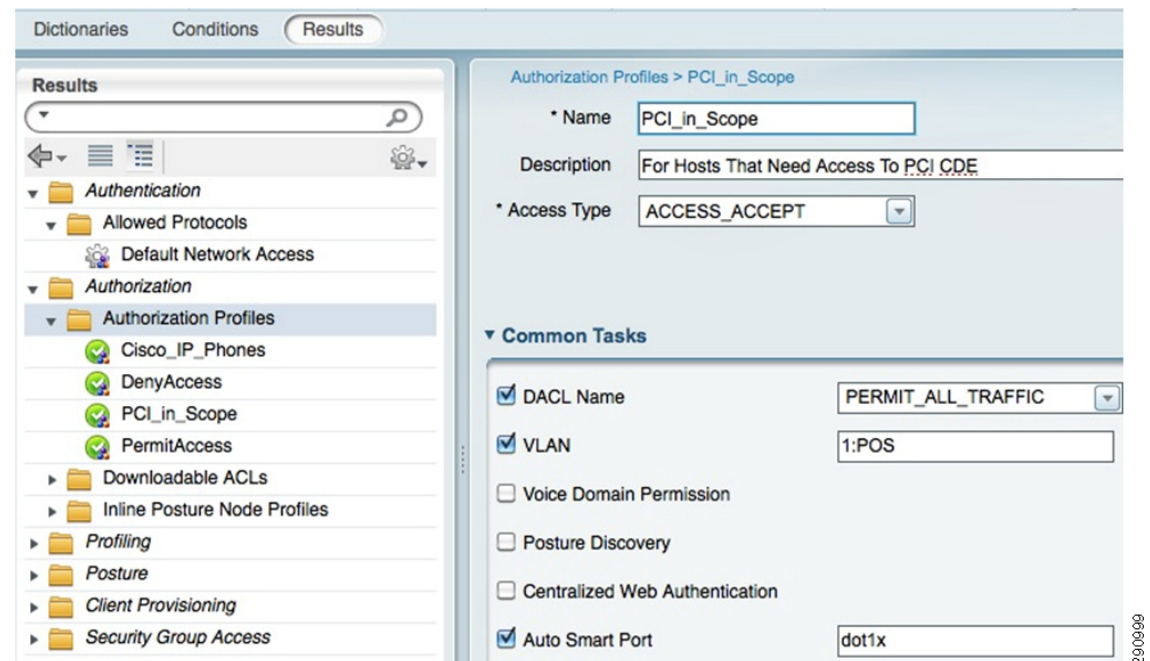 Dictionaries Conditions Results
Results
Authentication
Allowed Protocols
Default Network Access
Authorization
Authorization Profiles
Cisco_IP_Phones
DenyAccess
PCI_in_Scope
PermitAccess
Downloadable ACLs
Inline Posture Node Profiles
Profiling
Posture
Client Provisioning
Security Group Access
Authorization Profiles > PCI_in_Scope
* Name PCI_in_Scope
Description For Hosts That Need Access To PCI CDE
* Access Type ACCESS_ACCEPT
Common Tasks
DACL Name PERMIT_ALL_TRAFFIC
VLAN 1:POS
Voice Domain Permission
Posture Discovery
Centralized Web Authentication
Auto Smart Port dot1x
290999